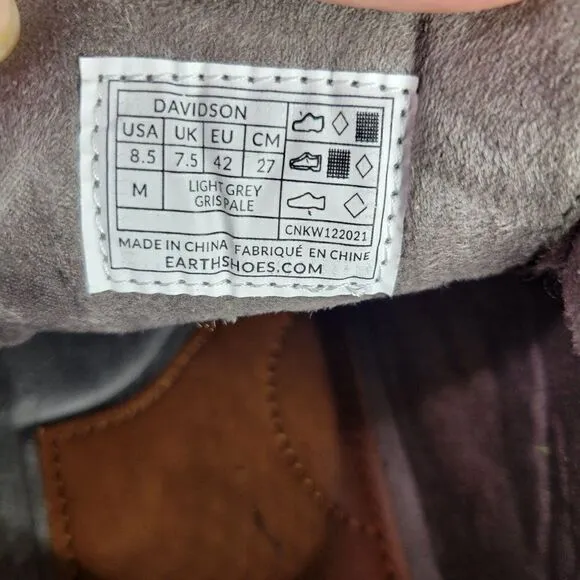 DAVIDSON
USA UK EU CM
8.5 7.5 42 27
M LIGHT GREY
GRIS PALE
CNKW122021
MADE IN CHINA FABRIQUÉ EN CHINE
EARTHSHOES.COM